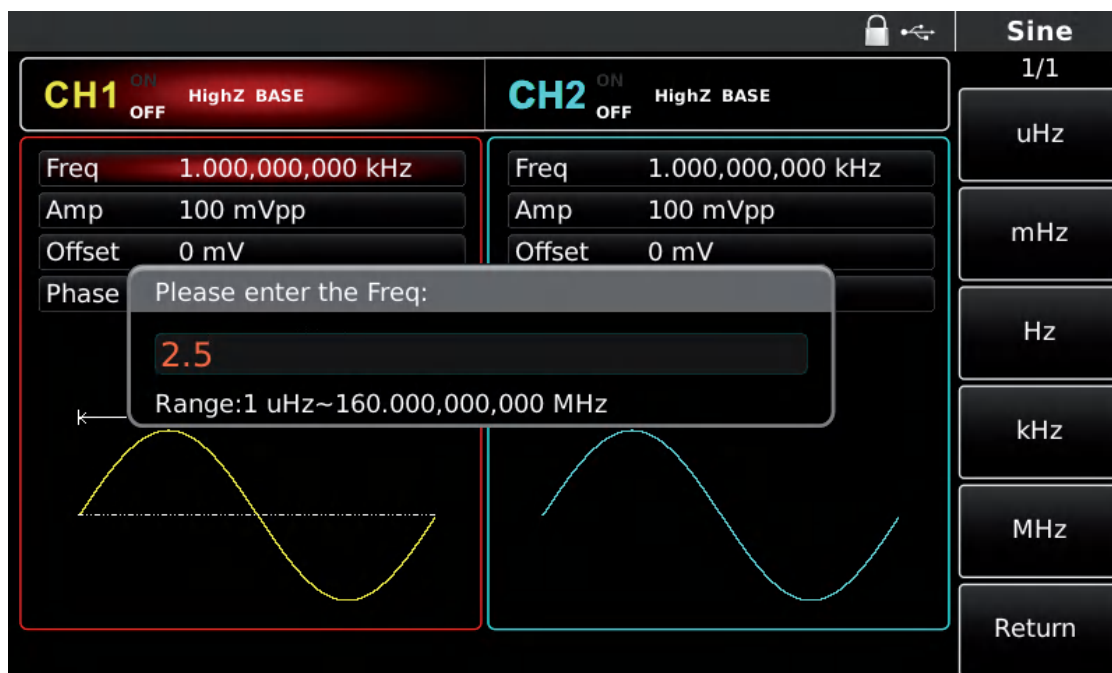 Sine
1/1
CH1 ON OFF HighZ BASE
CH2 ON OFF HighZ BASE
Freq 1.000,000,000 kHz
Amp 100 mVpp
Offset 0 mV
Phase
Freq 1.000,000,000 kHz
Amp 100 mVpp
Offset 0 mV
Please enter the Freq:
2.5
Range:1 uHz~160.000,000,000 MHz
uHz
mHz
Hz
kHz
MHz
Return